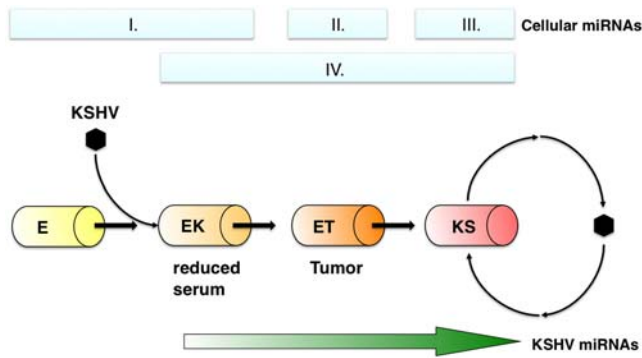 I.
II.
III.
Cellular miRNAs
IV.
KSHV
E
EK
ET
KS
reduced
serum
Tumor
KSHV miRNAs